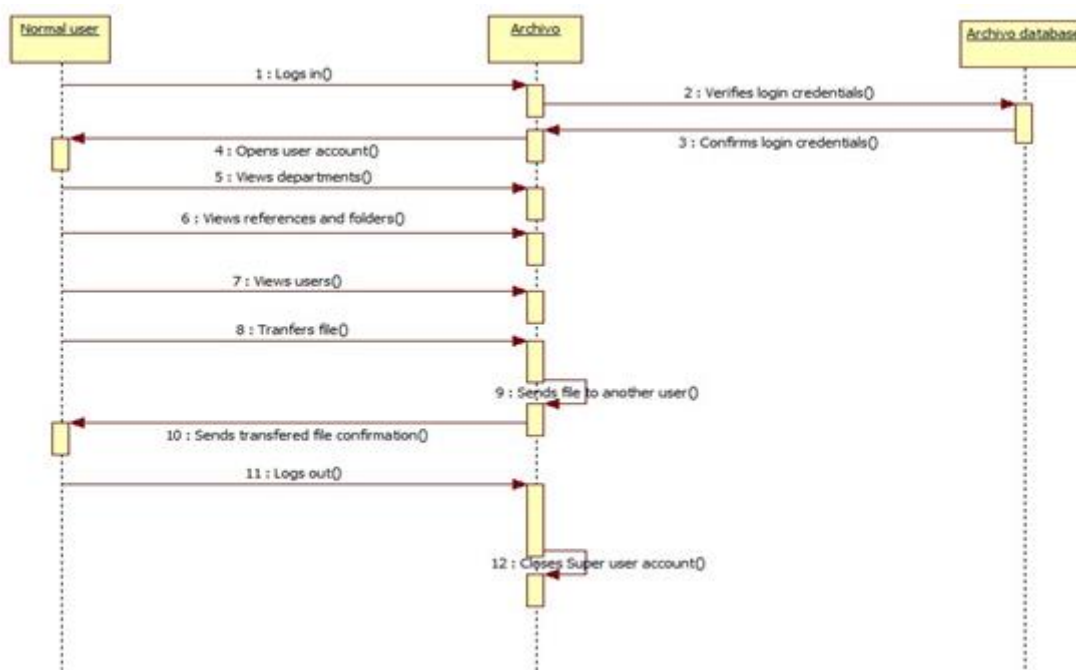 Normal user
Archivo
Archivo database
1 : Logs in()
2 : Verifies login credentials()
3 : Confirms login credentials()
4 : Opens user account()
5 : Views departments()
6 : Views references and folders()
7 : Views users()
8 : Tranfers file()
9 : Sends file to another user()
10 : Sends transfered file confirmation()
11 : Logs out()
12 : Closes Super user account()